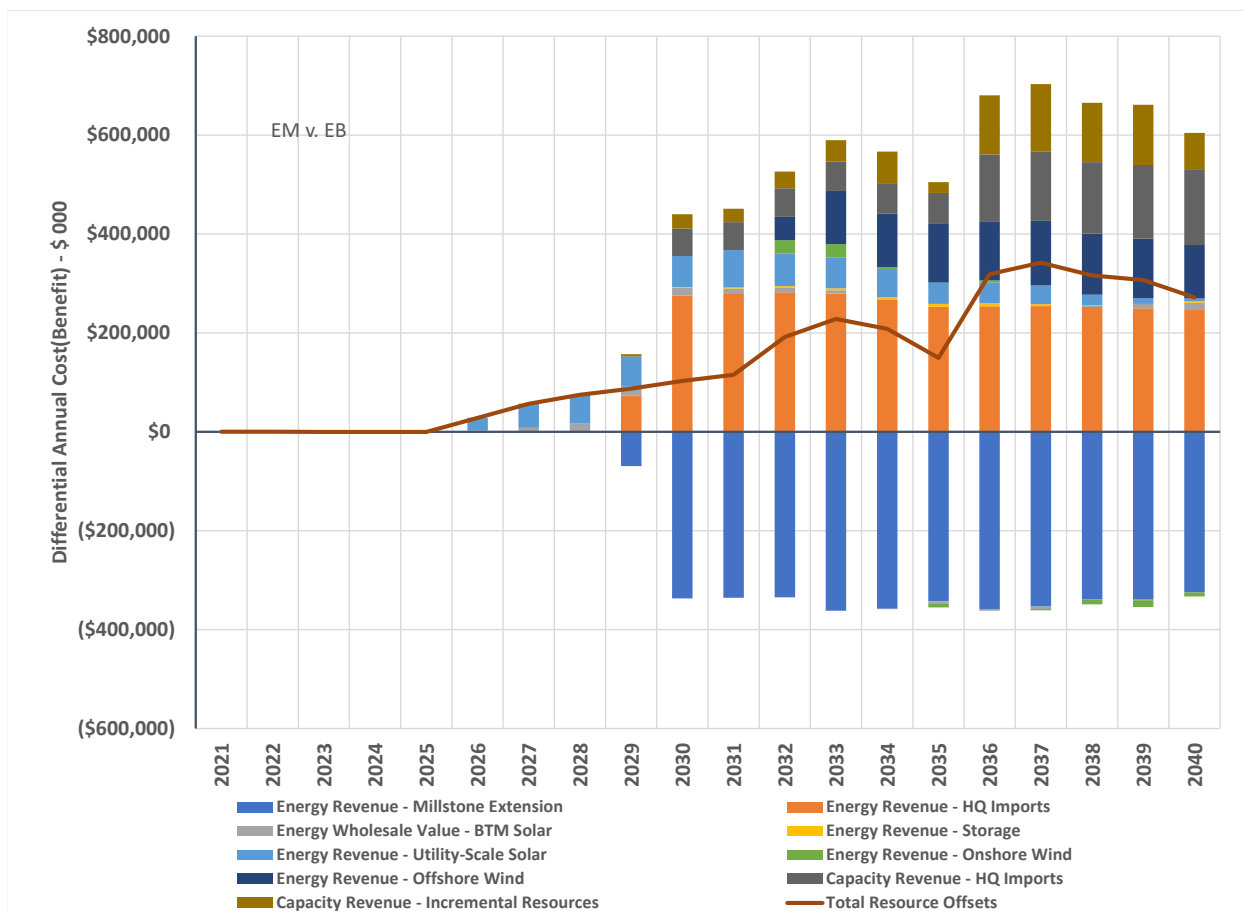 $800,000
$600,000
$400,000
$200,000
$0
($200,000)
($400,000)
($600,000)
Differential Annual Cost(Benefit) - $ 000
EM v. EB
2021 2022 2023 2024 2025 2026 2027 2028 2029 2030 2031 2032 2033 2034 2035 2036 2037 2038 2039 2040
Energy Revenue - Millstone Extension Energy Revenue - HQ Imports
Energy Wholesale Value - BTM Solar Energy Revenue - Storage
Energy Revenue - Utility-Scale Solar Energy Revenue - Onshore Wind
Energy Revenue - Offshore Wind Capacity Revenue - HQ Imports
Capacity Revenue - Incremental Resources Total Resource Offsets